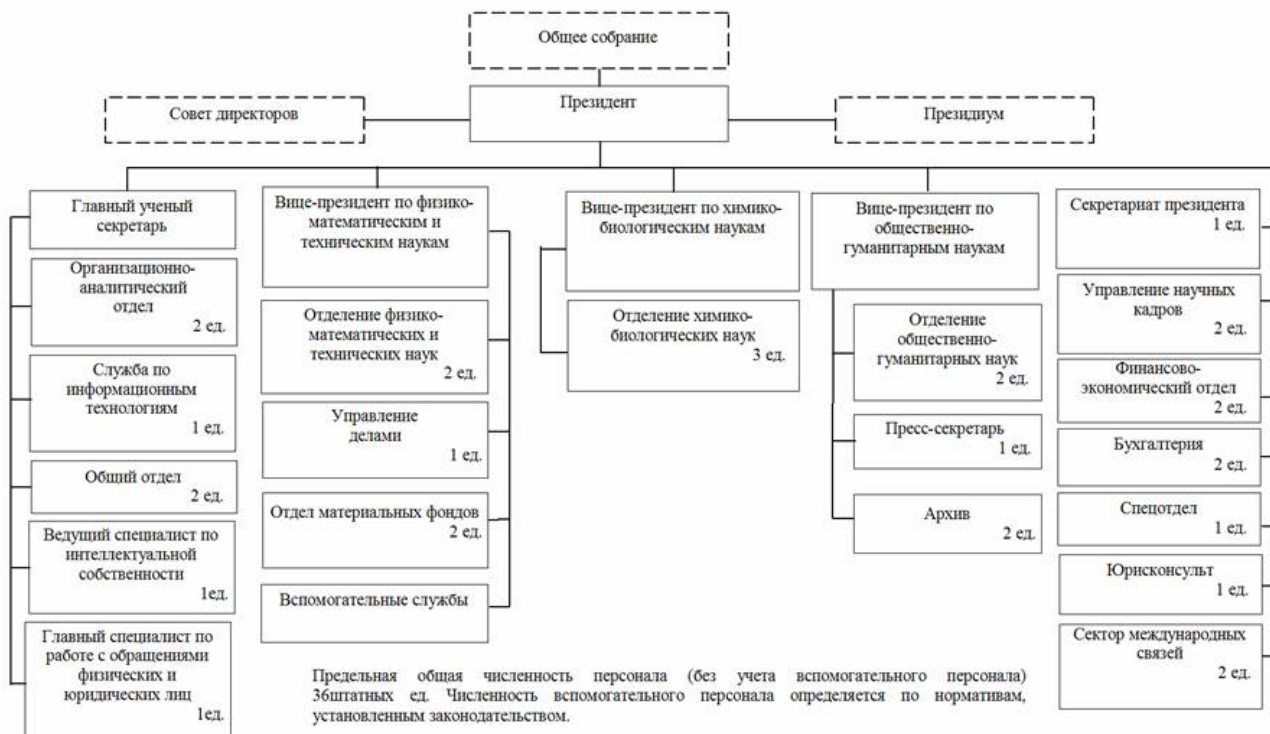 Общее собрание
Президент
Совет директоров
Президиум
Главный ученый
секретарь
Организационно-
аналитический
отдел
2 ед.
Служба по
информационным
технологиям
1 ед.
Общий отдел
2 ед.
Ведущий специалист по
интеллектуальной
собственности
1ед.
Главный специалист по
работе с обращениями
физических и
юридических лиц
1ед.
Вице-президент по физико-
математическим и
техническим наукам
Отделение физико-
математических и
технических наук
2 ед.
Управление
делами
1 ед.
Отдел материальных фондов
2 ед.
Вспомогательные службы
Вице-президент по химико-
биологическим наукам
Отделение химико-
биологических наук
3 ед.
Вице-президент по
общественно-
гуманитарным наукам
Отделение
общественно-
гуманитарных наук
2 ед.
Пресс-секретарь
1 ед.
Архив
2 ед.
Секретариат президента
1 ед.
Управление научных
кадров
2 ед.
Финансово-
экономический отдел
2 ед.
Бухгалтерия
2 ед.
Спецотдел
1 ед.
Юрисконсульт
1 ед.
Сектор международных
связей
2 ед.
Предельная общая численность персонала (без учета вспомогательного персонала)
36штатных ед. Численность вспомогательного персонала определяется по нормативам,
установленным законодательством.